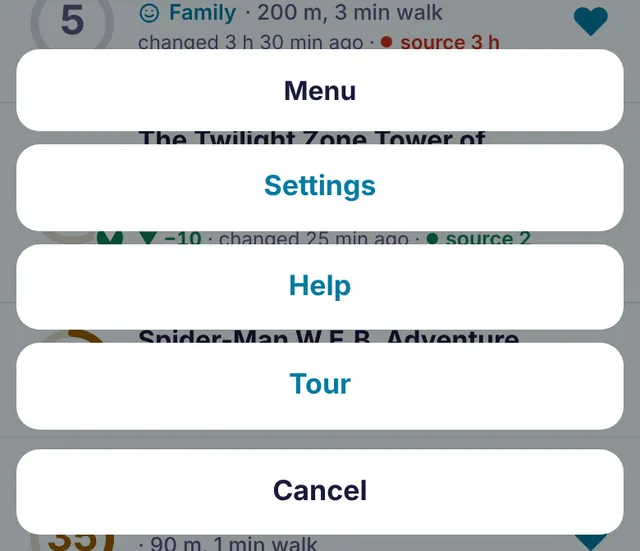 5
Family · 200 m, 3 min walk
changed 3 h 30 min ago · source 3 h
Menu
The Twilight Zone Tower of
Settings
−10 · changed 25 min ago · source 2
Help
Spider-Man W.E.B. Adventure
Tour
Cancel
35
· 90 m, 1 min walk